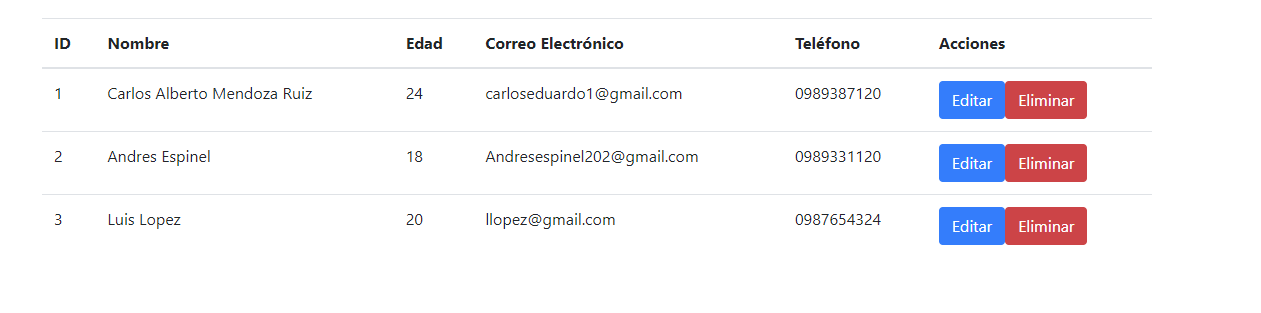 ID Nombre Edad Correo Electrónico Teléfono Acciones
1 Carlos Alberto Mendoza Ruiz 24 carloseduardo1@gmail.com 0989387120 Editar Eliminar
2 Andres Espinel 18 Andresespinel202@gmail.com 0989331120 Editar Eliminar
3 Luis Lopez 20 llopez@gmail.com 0987654324 Editar Eliminar